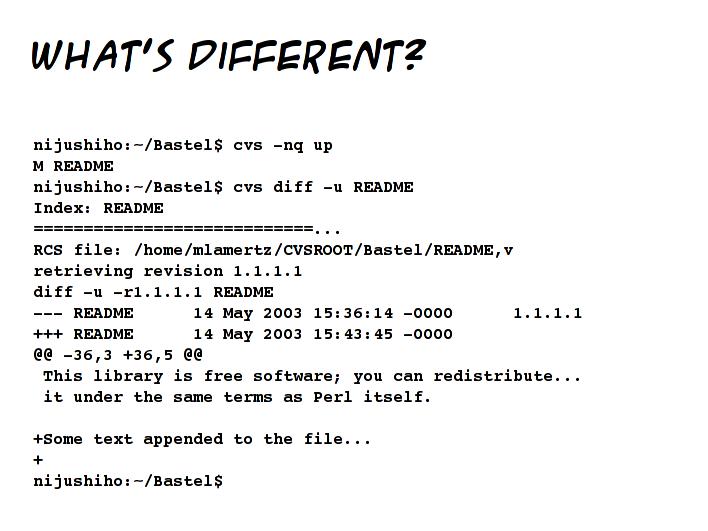 WHAT'S DIFFERENT?
nijushiho:~/Bastel$ cvs -nq up
M README
nijushiho:~/Bastel$ cvs diff -u README
Index: README
============================...
RCS file: /home/mlamertz/CVSROOT/Bastel/README,v
retrieving revision 1.1.1.1
diff -u -r1.1.1.1 README
--- README      14 May 2003 15:36:14 -0000      1.1.1.1
+++ README      14 May 2003 15:43:45 -0000
@@ -36,3 +36,5 @@
 This library is free software; you can redistribute...
 it under the same terms as Perl itself.

+Some text appended to the file...
+
nijushiho:~/Bastel$